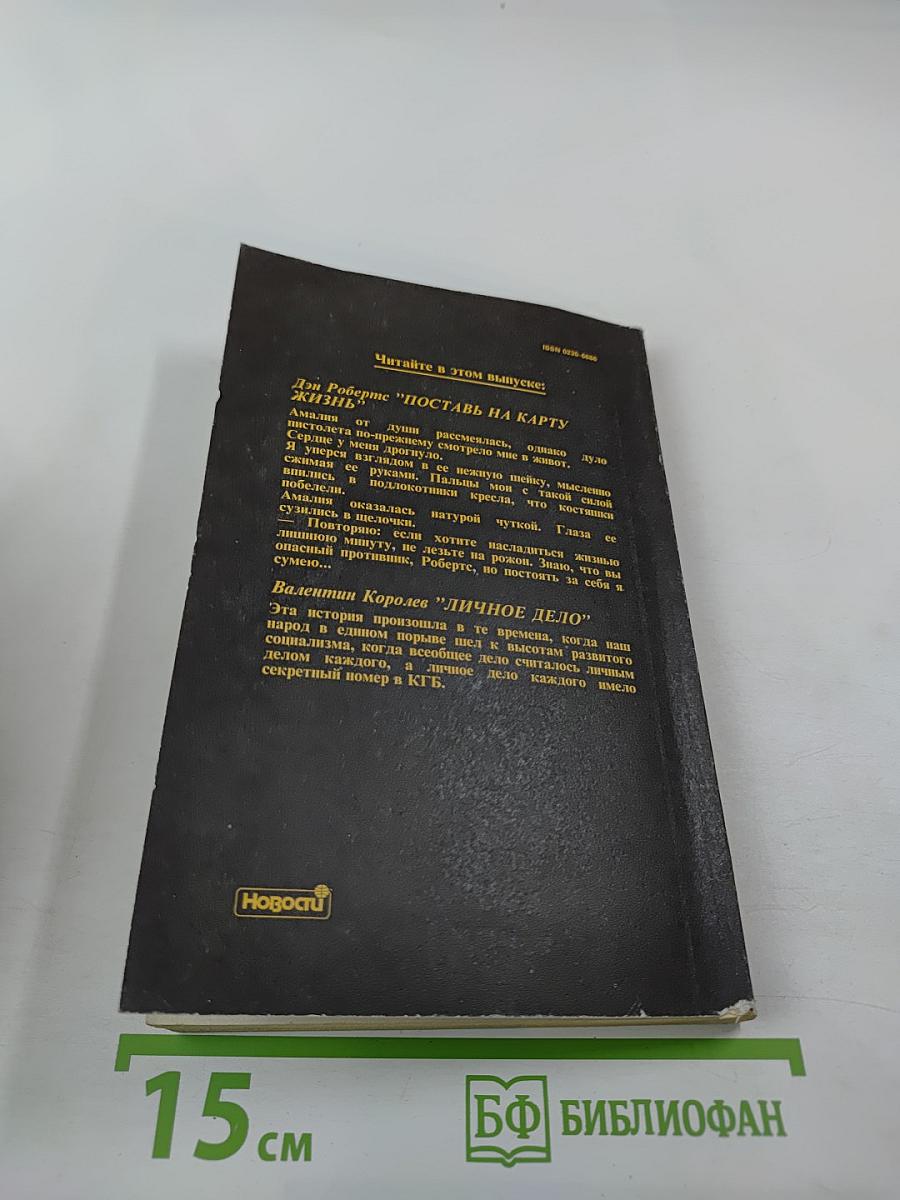 ISSN 0236-6686
Читайте в этом выпуске:
Дэн Робертс "ПОСТАВЬ НА КАРТУ
ЖИЗНЬ"
Амалия от души рассмеялась, однако дуло
пистолета по-прежнему смотрело мне в живот.
Сердце у меня дрогнуло.
Я уперся взглядом в ее нежную шейку, мысленно
сжимая ее руками. Пальцы мои с такой силой
впились в подлокотники кресла, что костяшки
побелели.
Амалия оказалась натурой чуткой. Глаза ее
сузились в щелочки.
— Повторяю: если хотите насладиться жизнью
лишнюю минуту, не лезьте на рожон. Знаю, что вы
опасный противник, Робертс, но постоять за себя я
сумею...
Валентин Королев "ЛИЧНОЕ ДЕЛО"
Эта история произошла в те времена, когда наш
народ в едином порыве шел к высотам развитого
социализма, когда всеобщее дело считалось личным
делом каждого, а личное дело каждого имело
секретный номер в КГБ.
Новости
15 см
БФ БИБЛИОФАН